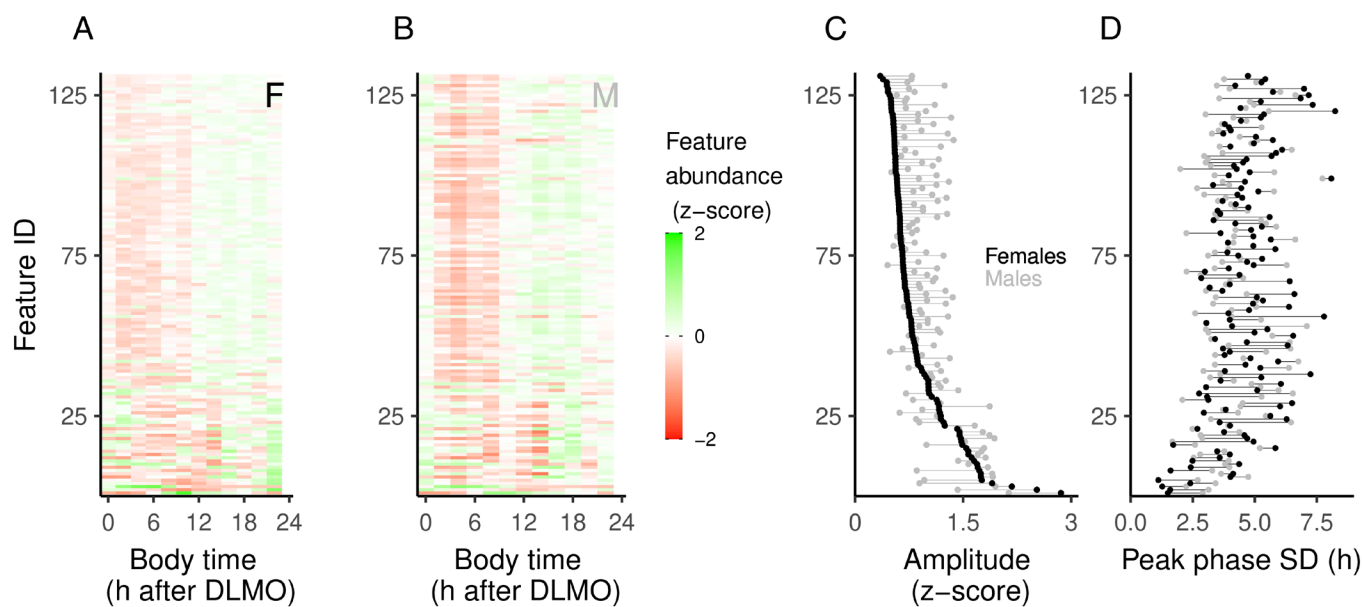 A
B
C
D
Feature ID
125
75
25
F
0
6
12
18
24
Body time
(h after DLMO)
125
75
25
M
0
6
12
18
24
Body time
(h after DLMO)
Feature
abundance
(z−score)
2
0
−2
125
75
25
Females
Males
0
1.5
3
Amplitude
(z−score)
125
75
25
0.0
2.5
5.0
7.5
Peak phase SD (h)